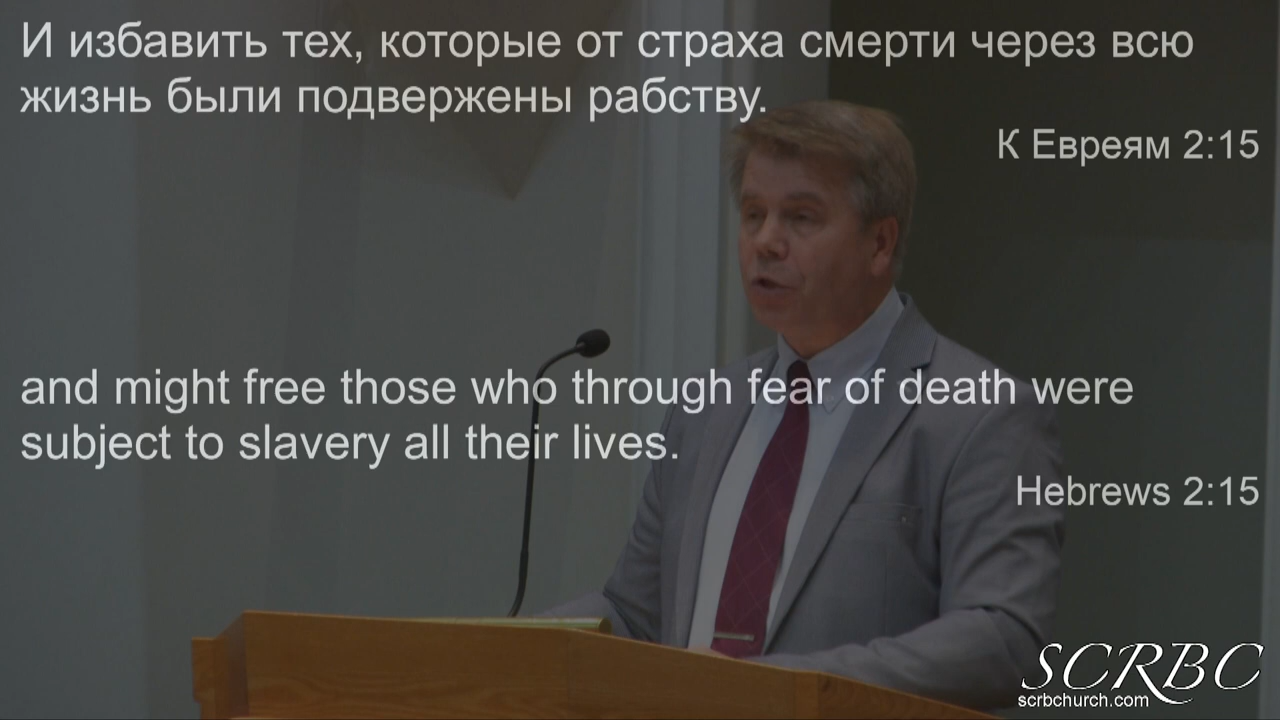 И избавить тех, которые от страха смерти через всю
жизнь были подвержены рабству.
К Евреям 2:15
and might free those who through fear of death were
subject to slavery all their lives.
Hebrews 2:15
SCRBC
scrbchurch.com